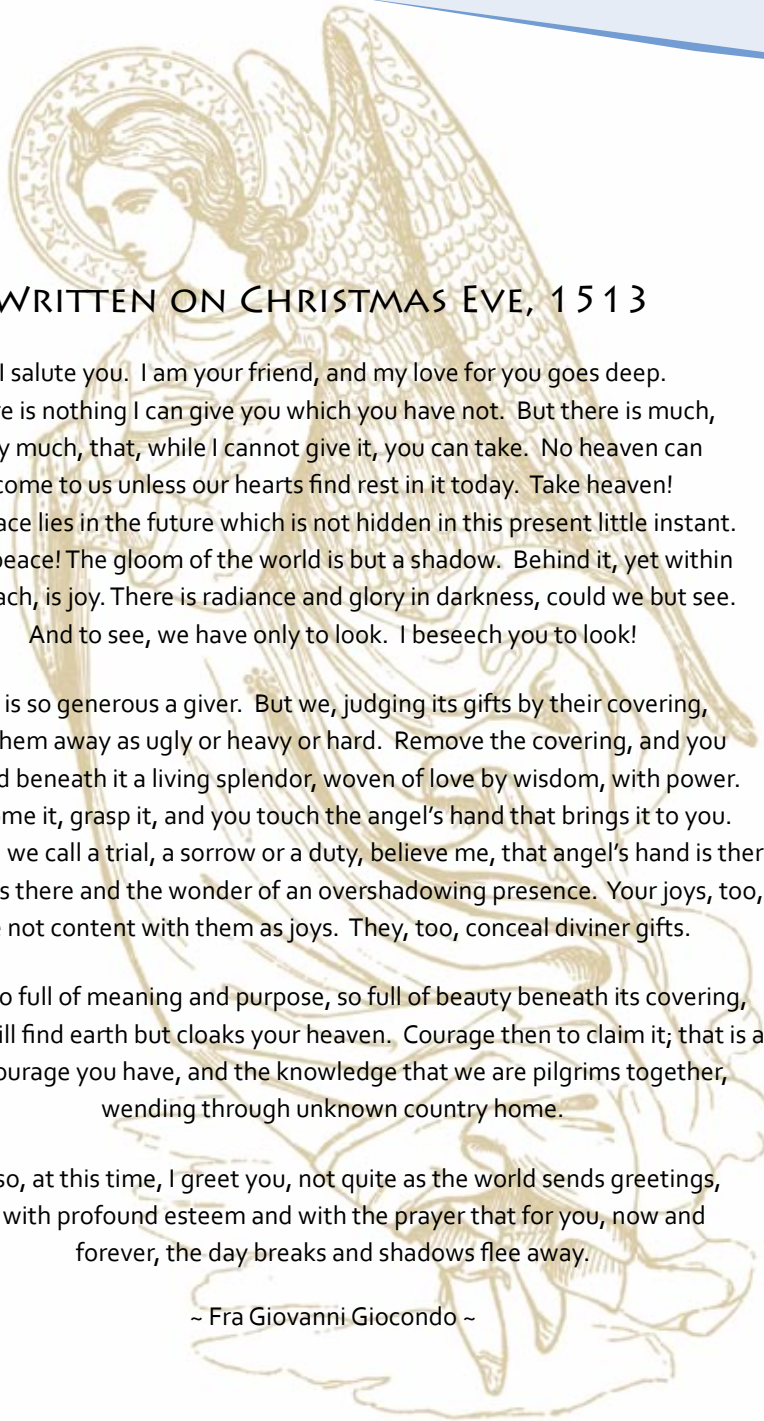 WRITTEN ON CHRISTMAS EVE, 1513
I salute you. I am your friend, and my love for you goes deep.
is nothing I can give you which you have not. But there is much,
much, that, while I cannot give it, you can take. No heaven can
come to us unless our hearts find rest in it today. Take heaven!
lies in the future which is not hidden in this present little instant.
peace! The gloom of the world is but a shadow. Behind it, yet within
is joy. There is radiance and glory in darkness, could we but see.
And to see, we have only to look. I beseech you to look!
is so generous a giver. But we, judging its gifts by their covering,
them away as ugly or heavy or hard. Remove the covering, and you
beneath it a living splendor, woven of love by wisdom, with power.
it, grasp it, and you touch the angel's hand that brings it to you.
we call a trial, a sorrow or a duty, believe me, that angel's hand is
there and the wonder of an overshadowing presence. Your joys, too,
not content with them as joys. They, too, conceal diviner gifts.
full of meaning and purpose, so full of beauty beneath its covering,
find earth but cloaks your heaven. Courage then to claim it; that is
you have, and the knowledge that we are pilgrims together,
wending through unknown country home.
so, at this time, I greet you, not quite as the world sends greetings,
with profound esteem and with the prayer that for you, now and
forever, the day breaks and shadows flee away.
~ Fra Giovanni Giocondo ~